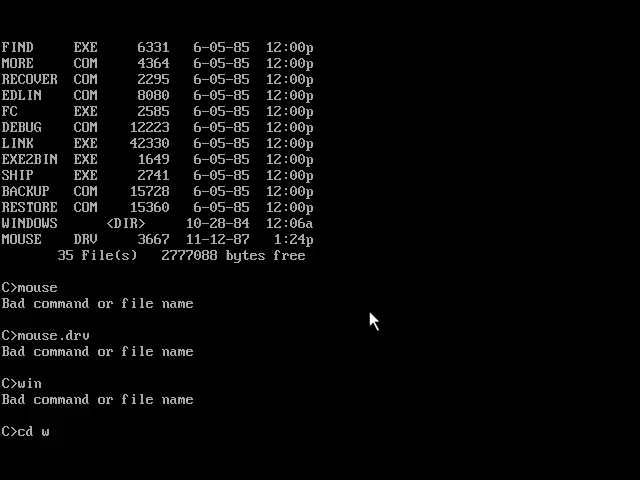 FIND     EXE     6331   6-05-85  12:00p
MORE     COM     4364   6-05-85  12:00p
RECOVER  COM     2295   6-05-85  12:00p
EDLIN    COM     8080   6-05-85  12:00p
FC       EXE     2585   6-05-85  12:00p
DEBUG    COM    12223   6-05-85  12:00p
LINK     EXE    42330   6-05-85  12:00p
EXE2BIN  EXE     1649   6-05-85  12:00p
SHIP     EXE     2741   6-05-85  12:00p
BACKUP   COM    15728   6-05-85  12:00p
RESTORE  COM    15360   6-05-85  12:00p
WINDOWS      <DIR>     10-28-84  12:06a
MOUSE    DRV     3667  11-12-87   1:24p
       35 File(s)   2777088 bytes free
C>mouse
Bad command or file name
C>mouse.drv
Bad command or file name
C>win
Bad command or file name
C>cd w